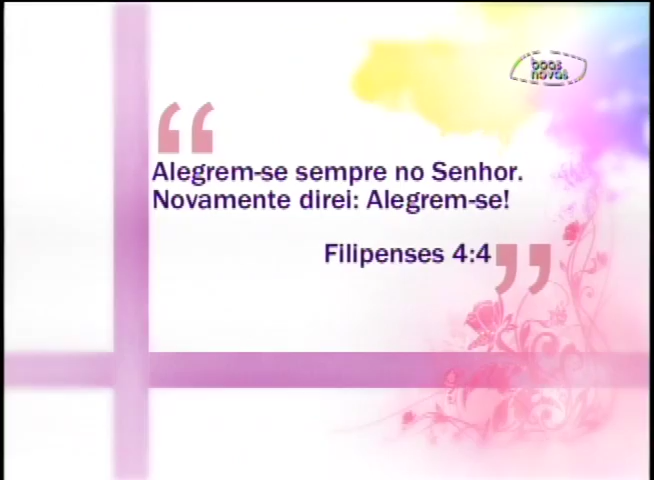 boas
novas
“
Alegrem-se sempre no Senhor.
Novamente direi: Alegrem-se!
Filipenses 4:4 ”